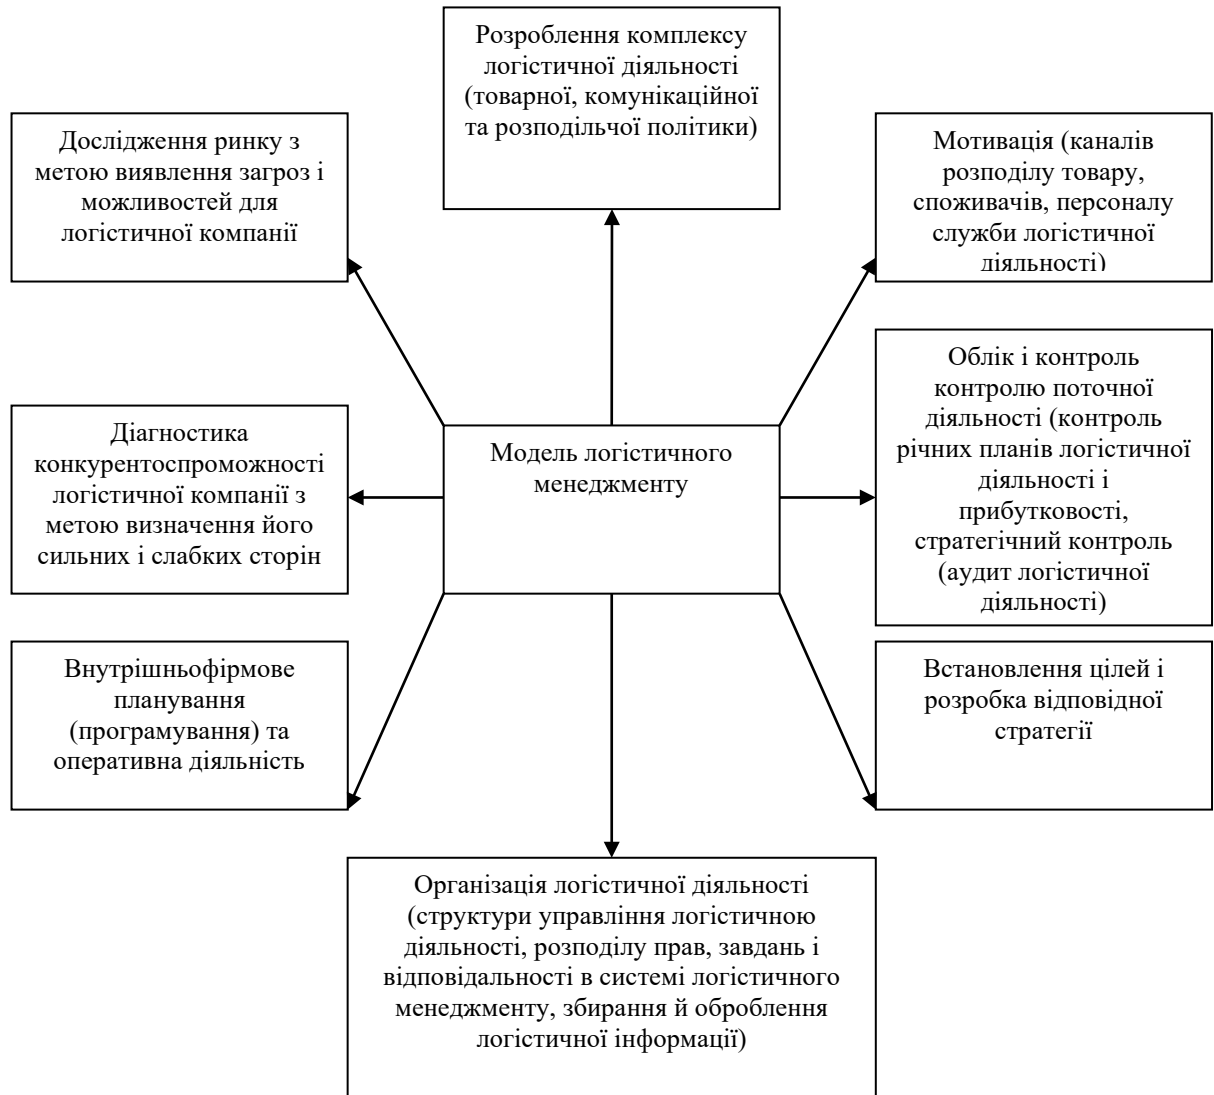 Розроблення комплексу
логістичної діяльності
(товарної, комунікаційної
та розподільчої політики)
Дослідження ринку з
метою виявлення загроз і
можливостей для
логістичної компанії
Мотивація (каналів
розподілу товару,
споживачів, персоналу
служби логістичної
діяльності)
Діагностика
конкурентоспроможності
логістичної компанії з
метою визначення його
сильних і слабких сторін
Модель логістичного
менеджменту
Облік і контроль
контролю поточної
діяльності (контроль
річних планів логістичної
діяльності і
прибутковості,
стратегічний контроль
(аудит логістичної
діяльності)
Внутрішньофірмове
планування
(програмування) та
оперативна діяльність
Встановлення цілей і
розробка відповідної
стратегії
Організація логістичної діяльності
(структури управління логістичною
діяльності, розподілу прав, завдань і
відповідальності в системі логістичного
менеджменту, збирання й оброблення
логістичної інформації)